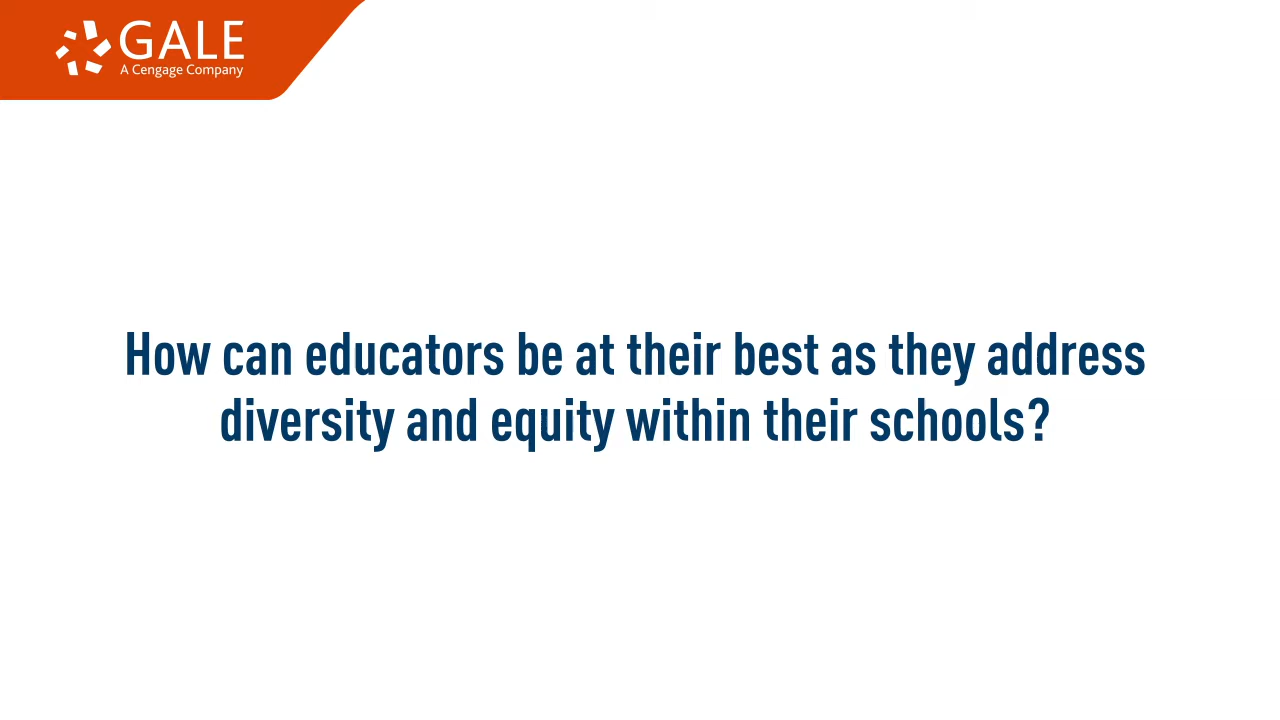 GALE
A Cengage Company
How can educators be at their best as they address
diversity and equity within their schools?